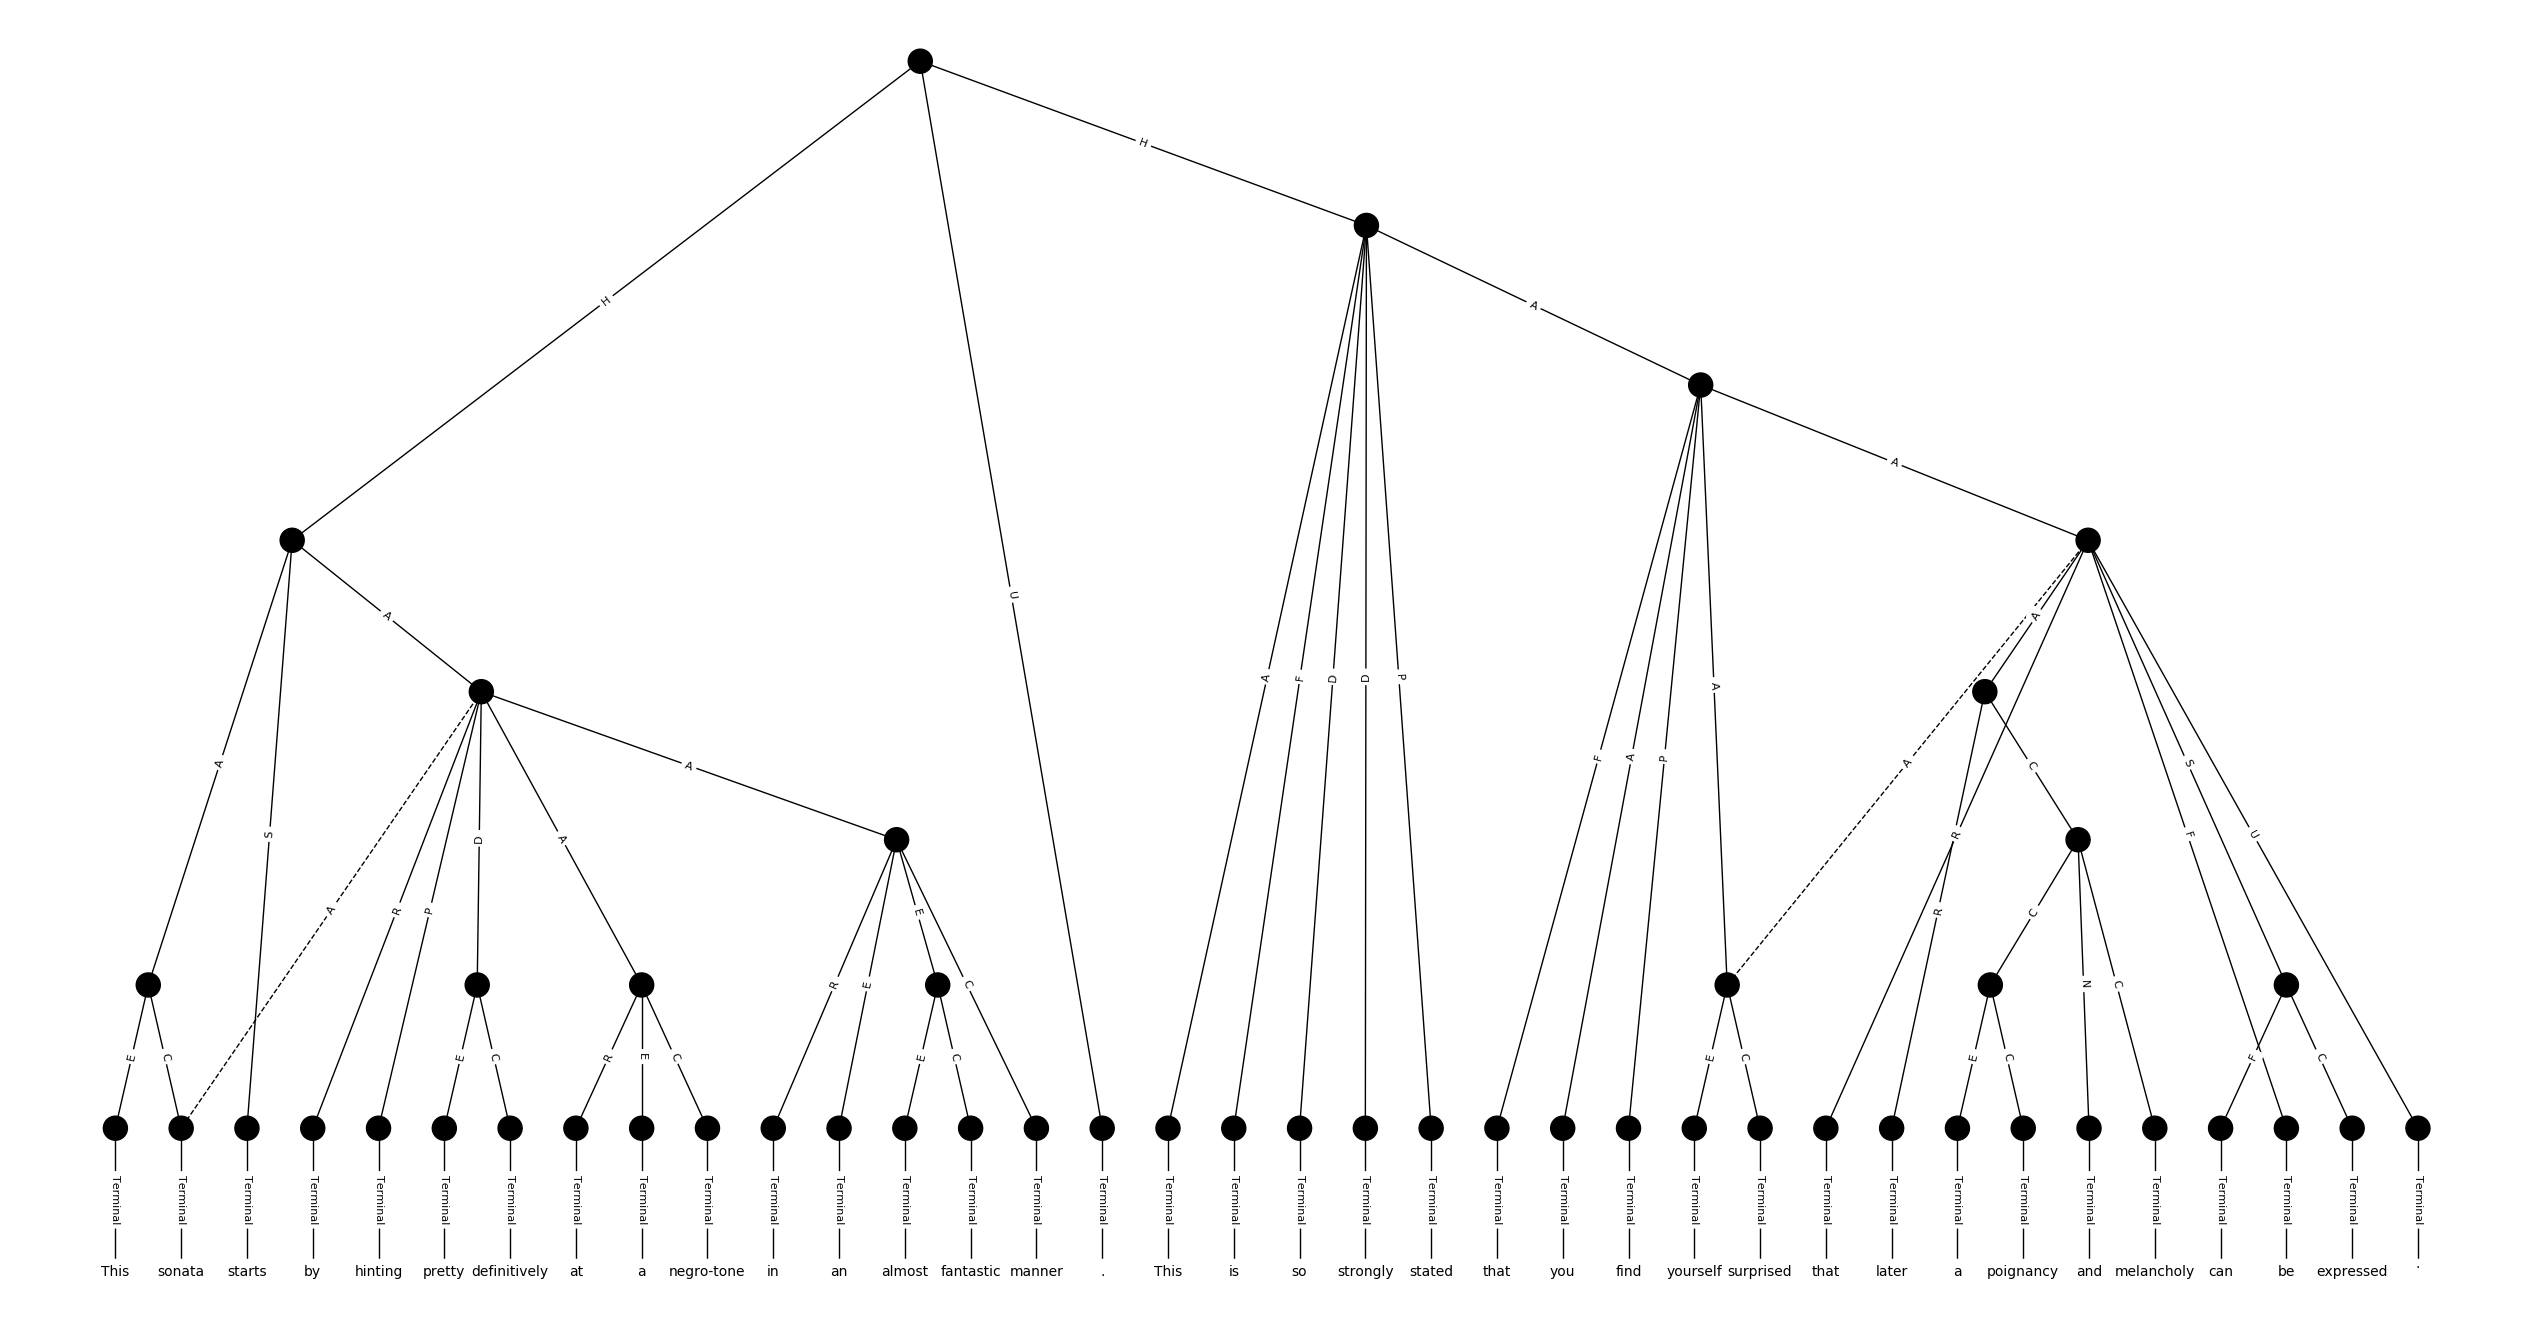 H
H
A
A
H
U
A
A
A
A
F
D
D
P
A
F
A
P
A
A
A
S
F
U
S
D
A
R
R
C
A
R
P
E
R
C
R
E
C
N
C
E
C
E
C
R
E
C
E
C
E
C
E
C
F
C
Terminal Terminal Terminal Terminal Terminal Terminal Terminal Terminal Terminal Terminal Terminal Terminal Terminal Terminal Terminal Terminal Terminal Terminal Terminal Terminal Terminal Terminal Terminal Terminal Terminal Terminal Terminal Terminal Terminal Terminal Terminal Terminal Terminal Terminal Terminal Terminal
This sonata starts by hinting pretty definitively at a negro-tone in an almost fantastic manner . This is so strongly stated that you find yourself surprised that later a poignancy and melancholy can be expressed .